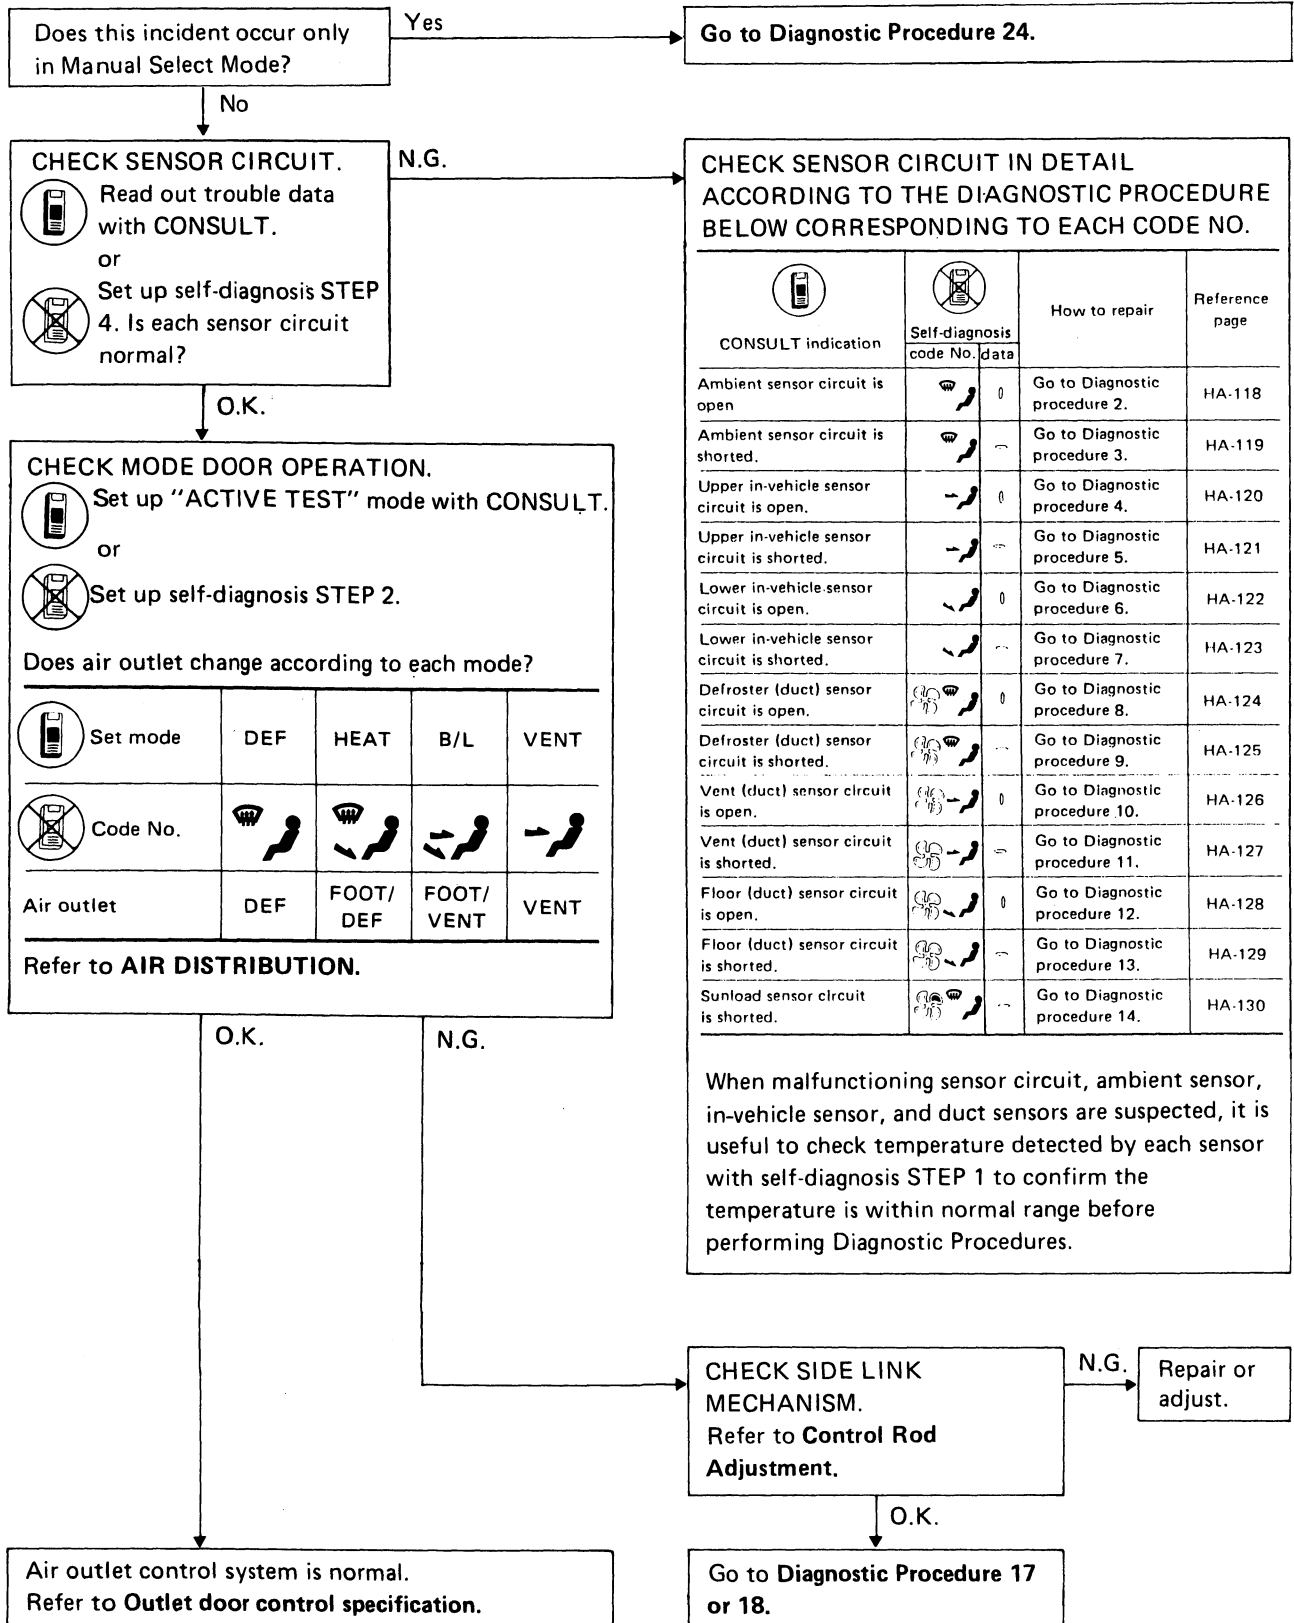 Does this incident occur only
in Manual Select Mode?
Yes
Go to Diagnostic Procedure 24.
No
CHECK SENSOR CIRCUIT.
Read out trouble data
with CONSULT.
or
Set up self-diagnosis STEP
4. Is each sensor circuit
normal?
N.G.
O.K.
CHECK SENSOR CIRCUIT IN DETAIL
ACCORDING TO THE DIAGNOSTIC PROCEDURE
BELOW CORRESPONDING TO EACH CODE NO.
CONSULT indication
Self-diagnosis
code No. data
How to repair
Reference
page
Ambient sensor circuit is
open
0
Go to Diagnostic
procedure 2.
HA-118
Ambient sensor circuit is
shorted.
Go to Diagnostic
procedure 3.
HA-119
Upper in-vehicle sensor
circuit is open.
0
Go to Diagnostic
procedure 4.
HA-120
Upper in-vehicle sensor
circuit is shorted.
Go to Diagnostic
procedure 5.
HA-121
Lower in-vehicle sensor
circuit is open.
0
Go to Diagnostic
procedure 6.
HA-122
Lower in-vehicle sensor
circuit is shorted.
Go to Diagnostic
procedure 7.
HA-123
Defroster (duct) sensor
circuit is open.
0
Go to Diagnostic
procedure 8.
HA-124
Defroster (duct) sensor
circuit is shorted.
Go to Diagnostic
procedure 9.
HA-125
Vent (duct) sensor circuit
is open.
0
Go to Diagnostic
procedure 10.
HA-126
Vent (duct) sensor circuit
is shorted.
Go to Diagnostic
procedure 11.
HA-127
Floor (duct) sensor circuit
is open.
0
Go to Diagnostic
procedure 12.
HA-128
Floor (duct) sensor circuit
is shorted.
Go to Diagnostic
procedure 13.
HA-129
Sunload sensor circuit
is shorted.
Go to Diagnostic
procedure 14.
HA-130
When malfunctioning sensor circuit, ambient sensor,
in-vehicle sensor, and duct sensors are suspected, it is
useful to check temperature detected by each sensor
with self-diagnosis STEP 1 to confirm the
temperature is within normal range before
performing Diagnostic Procedures.
CHECK MODE DOOR OPERATION.
Set up "ACTIVE TEST" mode with CONSULT.
or
Set up self-diagnosis STEP 2.
Does air outlet change according to each mode?
Set mode DEF HEAT B/L VENT
Code No.
Air outlet DEF FOOT/ FOOT/ VENT
DEF VENT
Refer to AIR DISTRIBUTION.
O.K.
N.G.
CHECK SIDE LINK
MECHANISM.
Refer to Control Rod
Adjustment.
N.G.
Repair or
adjust.
O.K.
Air outlet control system is normal.
Refer to Outlet door control specification.
Go to Diagnostic Procedure 17
or 18.